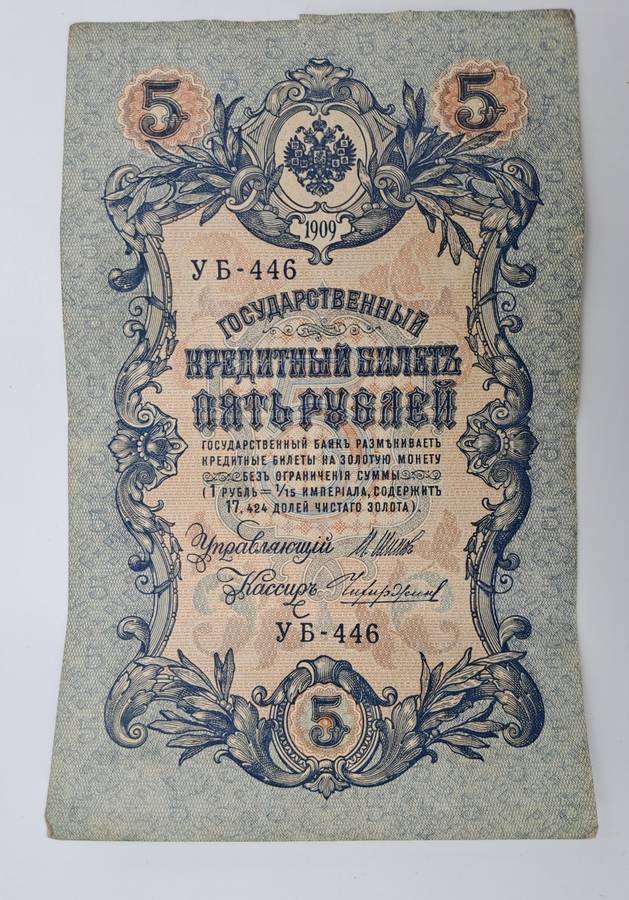 5 5
1909
УБ-446
ГОСУДАРСТВЕННЫЙ
КРЕДИТНЫЙ БИЛЕТЪ
ПЯТЬ РУБЛЕЙ
ГОСУДАРСТВЕННЫЙ БАНКЪ РАЗМѢНИВАЕТЪ
КРЕДИТНЫЕ БИЛЕТЫ НА ЗОЛОТУЮ МОНЕТУ
БЕЗЪ ОГРАНИЧЕНІЯ СУММЫ
(1 РУБЛЬ = 1/15 ИМПЕРІАЛА, СОДЕРЖИТЪ
17,424 ДОЛЕЙ ЧИСТАГО ЗОЛОТА).
Управляющій И. Шипов
Кассиръ
УБ-446
5